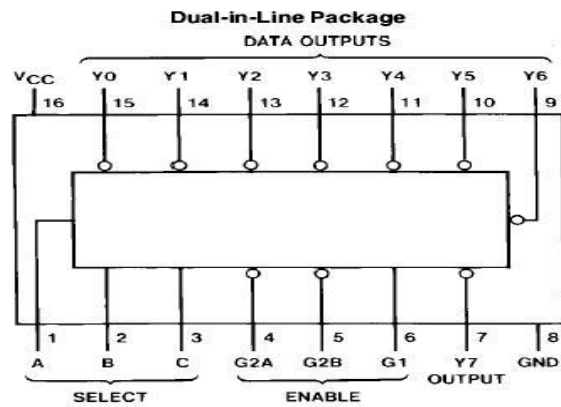 Dual-in-Line Package
DATA OUTPUTS
VCC Y0 Y1 Y2 Y3 Y4 Y5 Y6
16 15 14 13 12 11 10 9
1 2 3 4 5 6 7 8
A B C G2A G2B G1 Y7 GND
OUTPUT
SELECT ENABLE